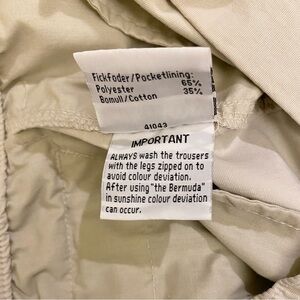 Fickfoder/Pocketlining:
Polyester 65%
Bomull/Cotton 35%
41043
IMPORTANT
ALWAYS wash the trousers
with the legs zipped on to
avoid colour deviation.
After using "the Bermuda"
in sunshine colour deviation
can occur.